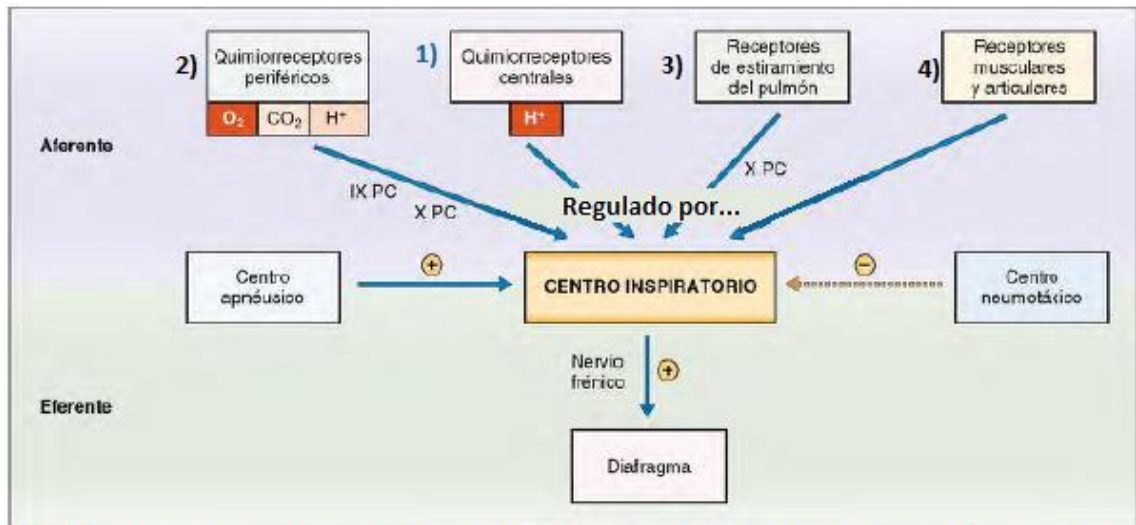 2)
Quimiorreceptores
periféricos
O₂ CO₂ H⁺
1)
Quimiorreceptores
centrales
H⁺
3)
Receptores
de estiramiento
del pulmón
4)
Receptores
musculares
y articulares
Aferente
IX PC
X PC
X PC
Regulado por...
Centro
apnéusico
+
CENTRO INSPIRATORIO
−
Centro
neumotáxico
Nervio
frénico
+
Eferente
Diafragma